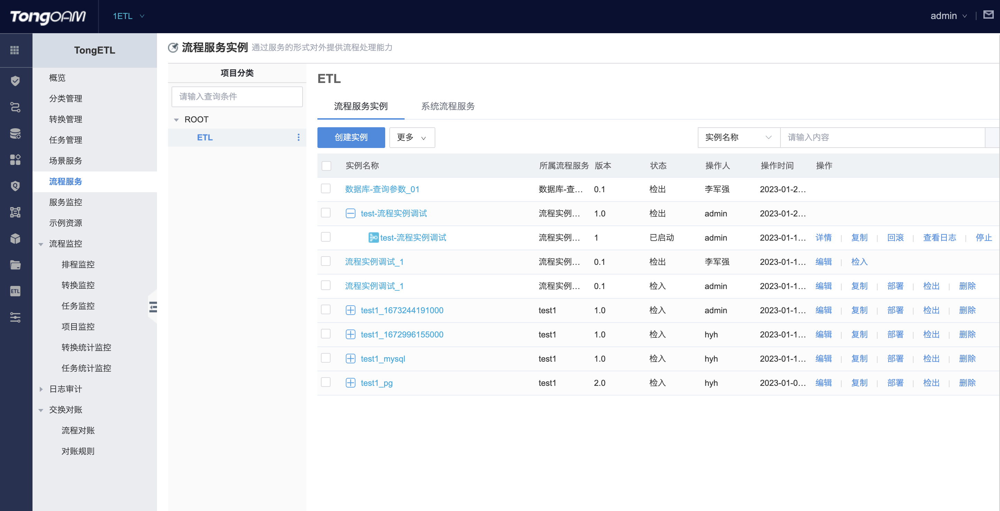 TongOAM
1ETL
admin
TongETL
概览
分类管理
转换管理
任务管理
场景服务
流程服务
服务监控
示例资源
流程监控
排程监控
转换监控
任务监控
项目监控
转换统计监控
任务统计监控
日志审计
交换对账
流程对账
对账规则
ETL
流程服务实例 通过服务的形式对外提供流程处理能力
项目分类
请输入查询条件
ROOT
ETL
ETL
流程服务实例 系统流程服务
创建实例 更多 实例名称 请输入内容
实例名称 所属流程服务 版本 状态 操作人 操作时间 操作
数据库-查询参数_01 数据库-查... 0.1 检出 李军强 2023-01-2...
test-流程实例调试 流程实例... 1.0 检出 admin 2023-01-2...
test-流程实例调试 流程实例... 1 已启动 admin 2023-01-1... 详情 | 复制 | 回滚 | 查看日志 | 停止
流程实例调试_1 流程实例... 0.1 检出 李军强 2023-01-1... 编辑 | 检入
流程实例调试_1 流程实例... 0.1 检入 admin 2023-01-1... 编辑 | 复制 | 部署 | 检出 | 删除
test1_1673244191000 test1 1.0 检入 admin 2023-01-1... 编辑 | 复制 | 部署 | 检出 | 删除
test1_1672996155000 test1 1.0 检入 hyh 2023-01-1... 编辑 | 复制 | 部署 | 检出 | 删除
test1_mysql test1 1.0 检入 hyh 2023-01-1... 编辑 | 复制 | 部署 | 检出 | 删除
test1_pg test1 2.0 检入 hyh 2023-01-0... 编辑 | 复制 | 部署 | 检出 | 删除